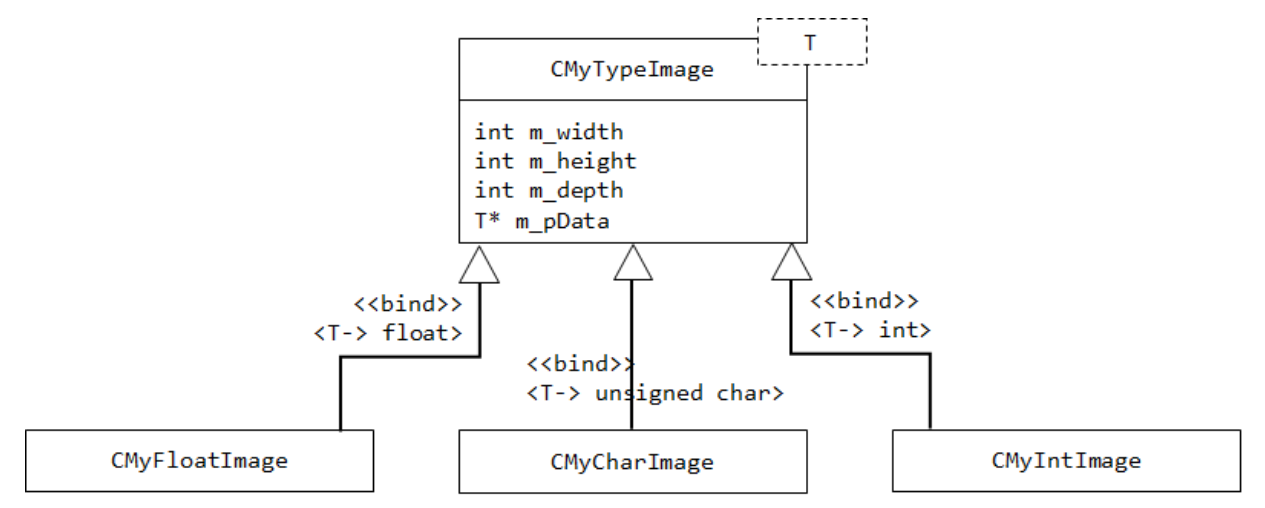 T
CMyTypeImage
int m_width
int m_height
int m_depth
T* m_pData
<<bind>>
<T-> float>
<<bind>>
<T-> unsigned char>
<<bind>>
<T-> int>
CMyFloatImage
CMyCharImage
CMyIntImage